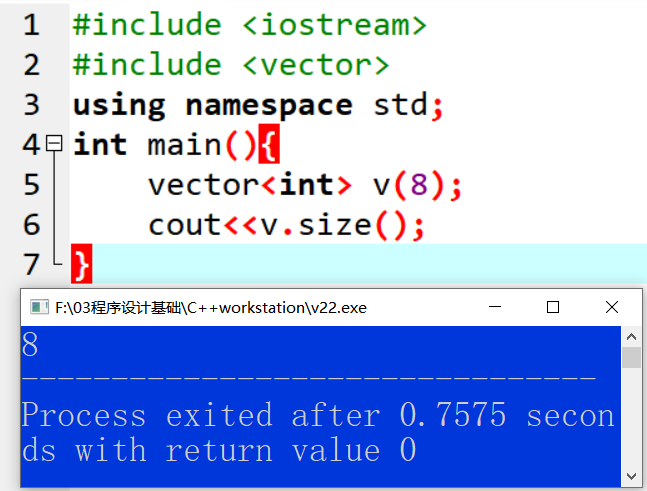 1 #include <iostream>
2 #include <vector>
3 using namespace std;
4 int main(){
5 vector<int> v(8);
6 cout<<v.size();
7 }
F:\03程序设计基础\C++workstation\v22.exe
8
--------------------------------
Process exited after 0.7575 secon
ds with return value 0